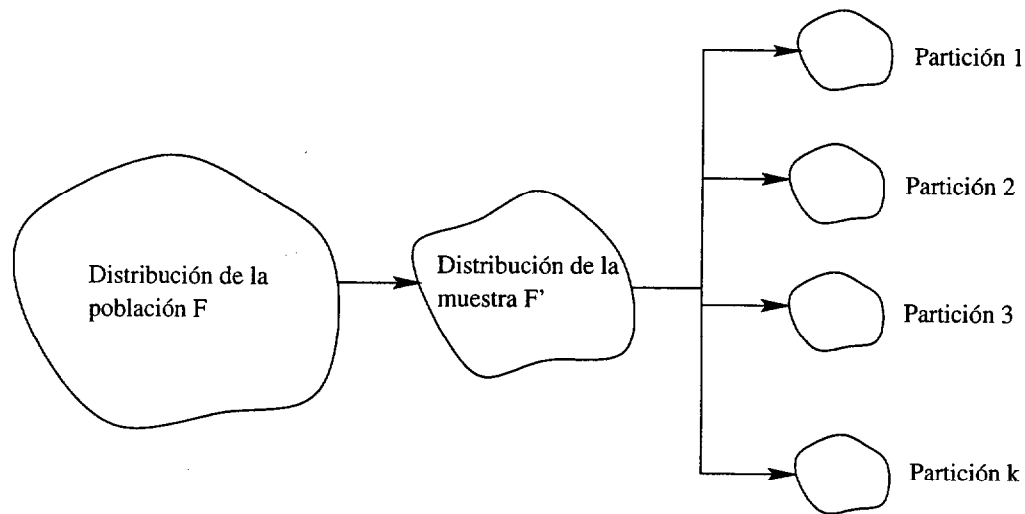 Distribución de la
población F
Distribución de la
muestra F'
Partición 1
Partición 2
Partición 3
Partición k